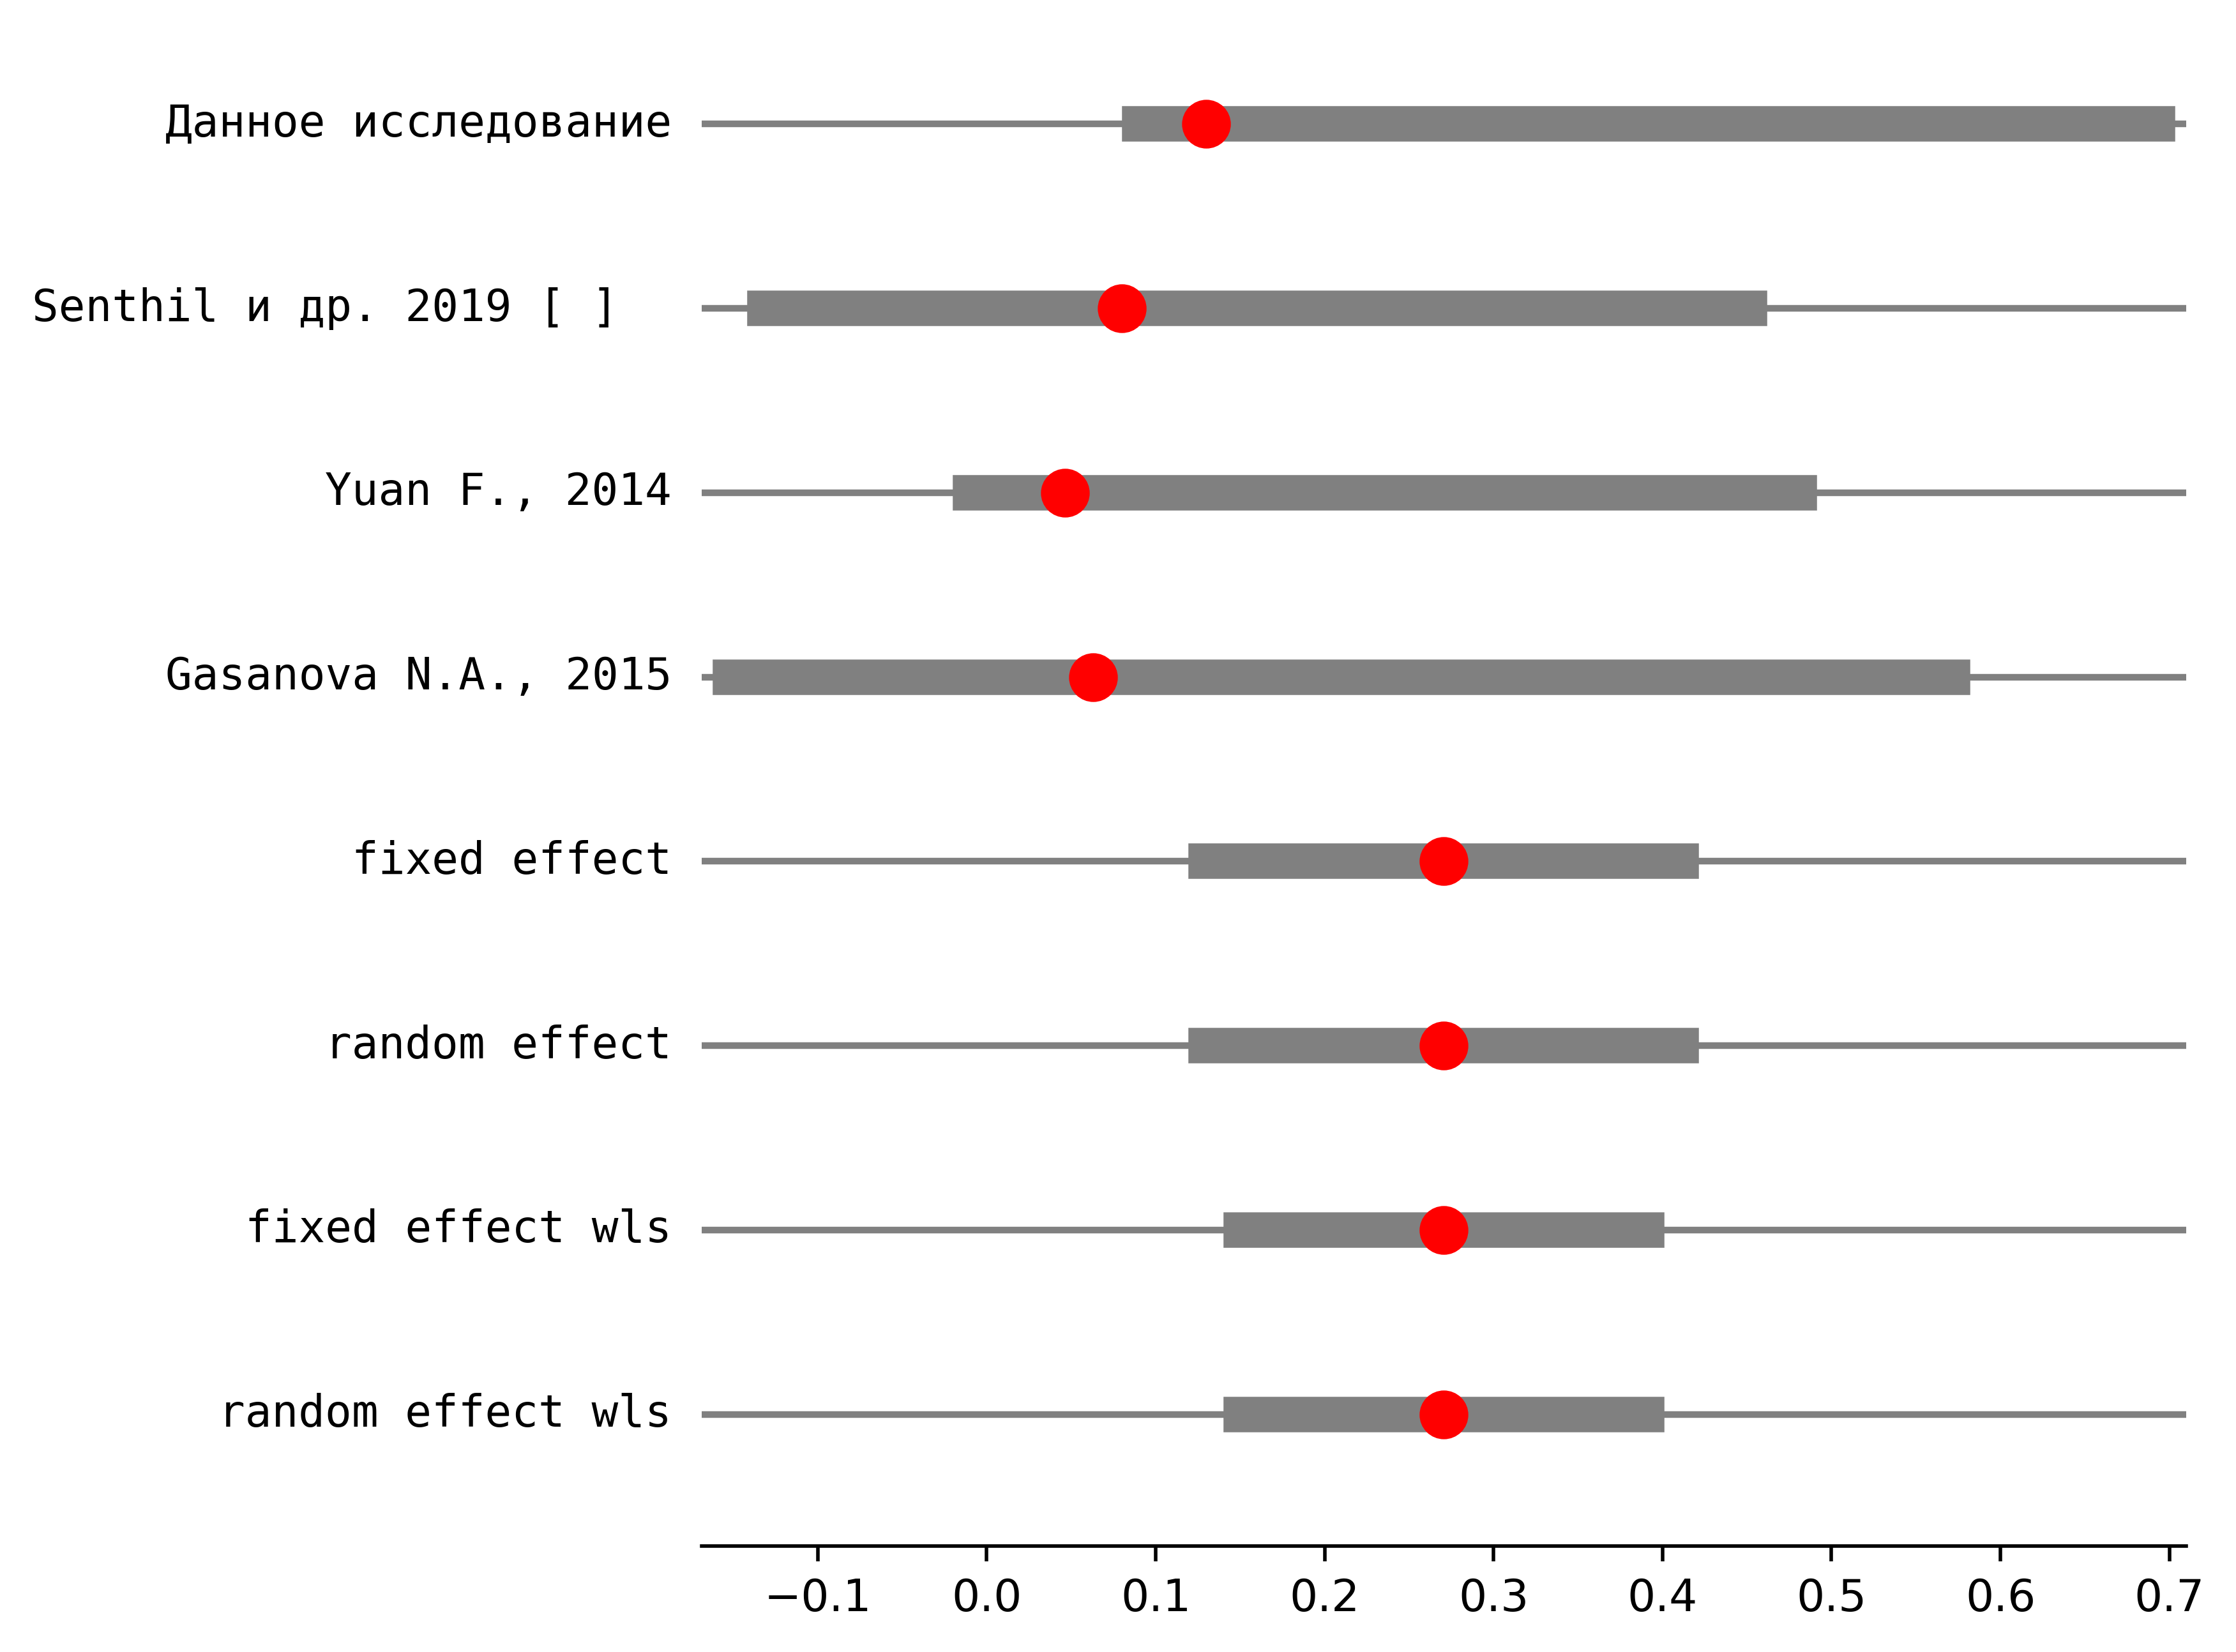 Данное исследование
Senthil и др. 2019 [ ]
Yuan F., 2014
Gasanova N.A., 2015
fixed effect
random effect
fixed effect wls
random effect wls
−0.1 0.0 0.1 0.2 0.3 0.4 0.5 0.6 0.7